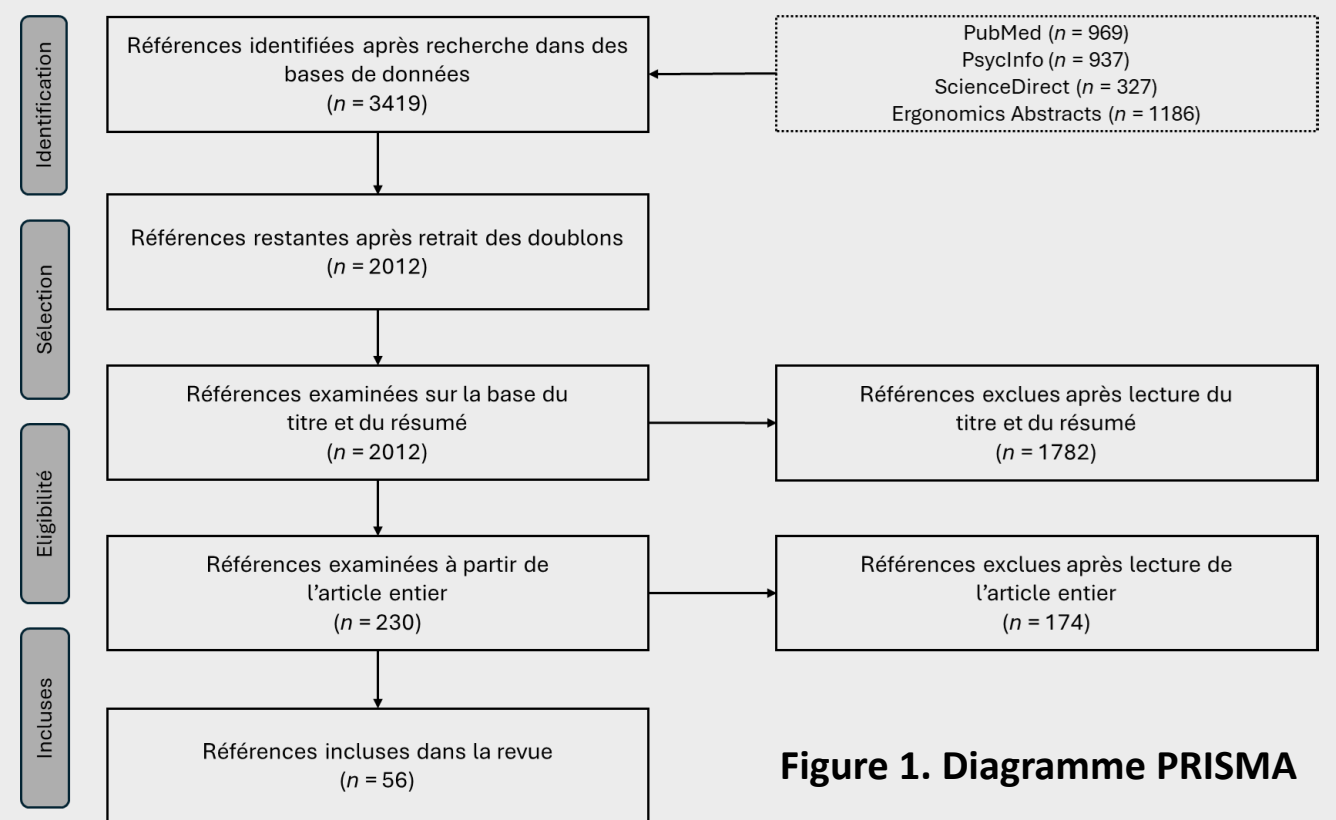 Identification
Références identifiées après recherche dans des
bases de données
(n = 3419)
PubMed (n = 969)
PsycInfo (n = 937)
ScienceDirect (n = 327)
Ergonomics Abstracts (n = 1186)
Sélection
Références restantes après retrait des doublons
(n = 2012)
Références examinées sur la base du
titre et du résumé
(n = 2012)
Références exclues après lecture du
titre et du résumé
(n = 1782)
Eligibilité
Références examinées à partir de
l’article entier
(n = 230)
Références exclues après lecture de
l’article entier
(n = 174)
Incluses
Références incluses dans la revue
(n = 56)
Figure 1. Diagramme PRISMA